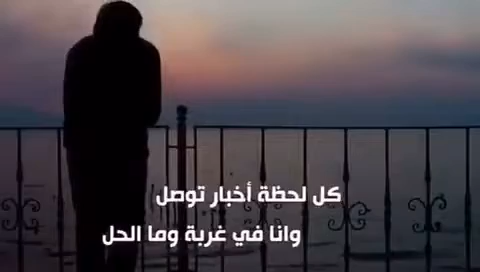 كل لحظة أخبار توصل
وانا في غربة وما الحل